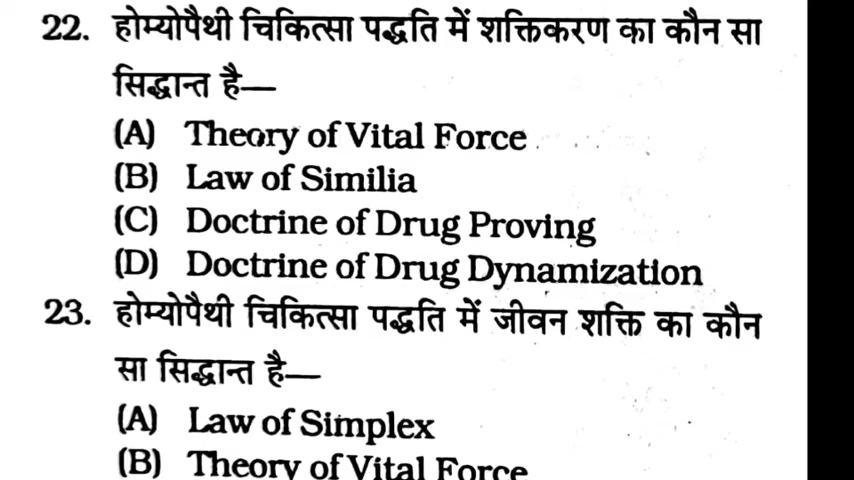 22. होम्योपैथी चिकित्सा पद्धति में शक्तिकरण का कौन सा
सिद्धान्त है—
(A) Theory of Vital Force
(B) Law of Similia
(C) Doctrine of Drug Proving
(D) Doctrine of Drug Dynamization
23. होम्योपैथी चिकित्सा पद्धति में जीवन शक्ति का कौन
सा सिद्धान्त है—
(A) Law of Simplex
(B) Theory of Vital Force